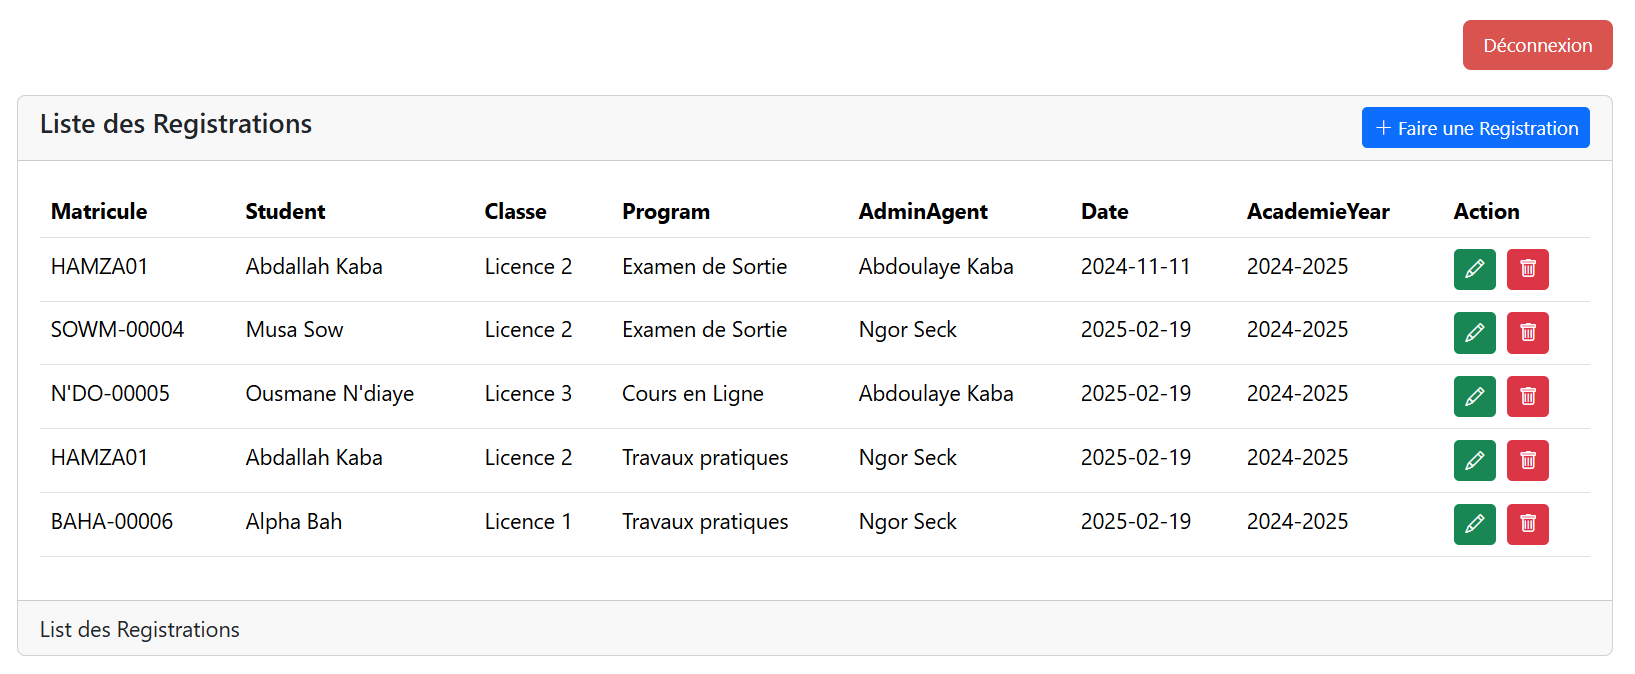 Déconnexion
Liste des Registrations
+ Faire une Registration
Matricule Student Classe Program AdminAgent Date AcademieYear Action
HAMZA01 Abdallah Kaba Licence 2 Examen de Sortie Abdoulaye Kaba 2024-11-11 2024-2025
SOWM-00004 Musa Sow Licence 2 Examen de Sortie Ngor Seck 2025-02-19 2024-2025
N'DO-00005 Ousmane N'diaye Licence 3 Cours en Ligne Abdoulaye Kaba 2025-02-19 2024-2025
HAMZA01 Abdallah Kaba Licence 2 Travaux pratiques Ngor Seck 2025-02-19 2024-2025
BAHA-00006 Alpha Bah Licence 1 Travaux pratiques Ngor Seck 2025-02-19 2024-2025
List des Registrations